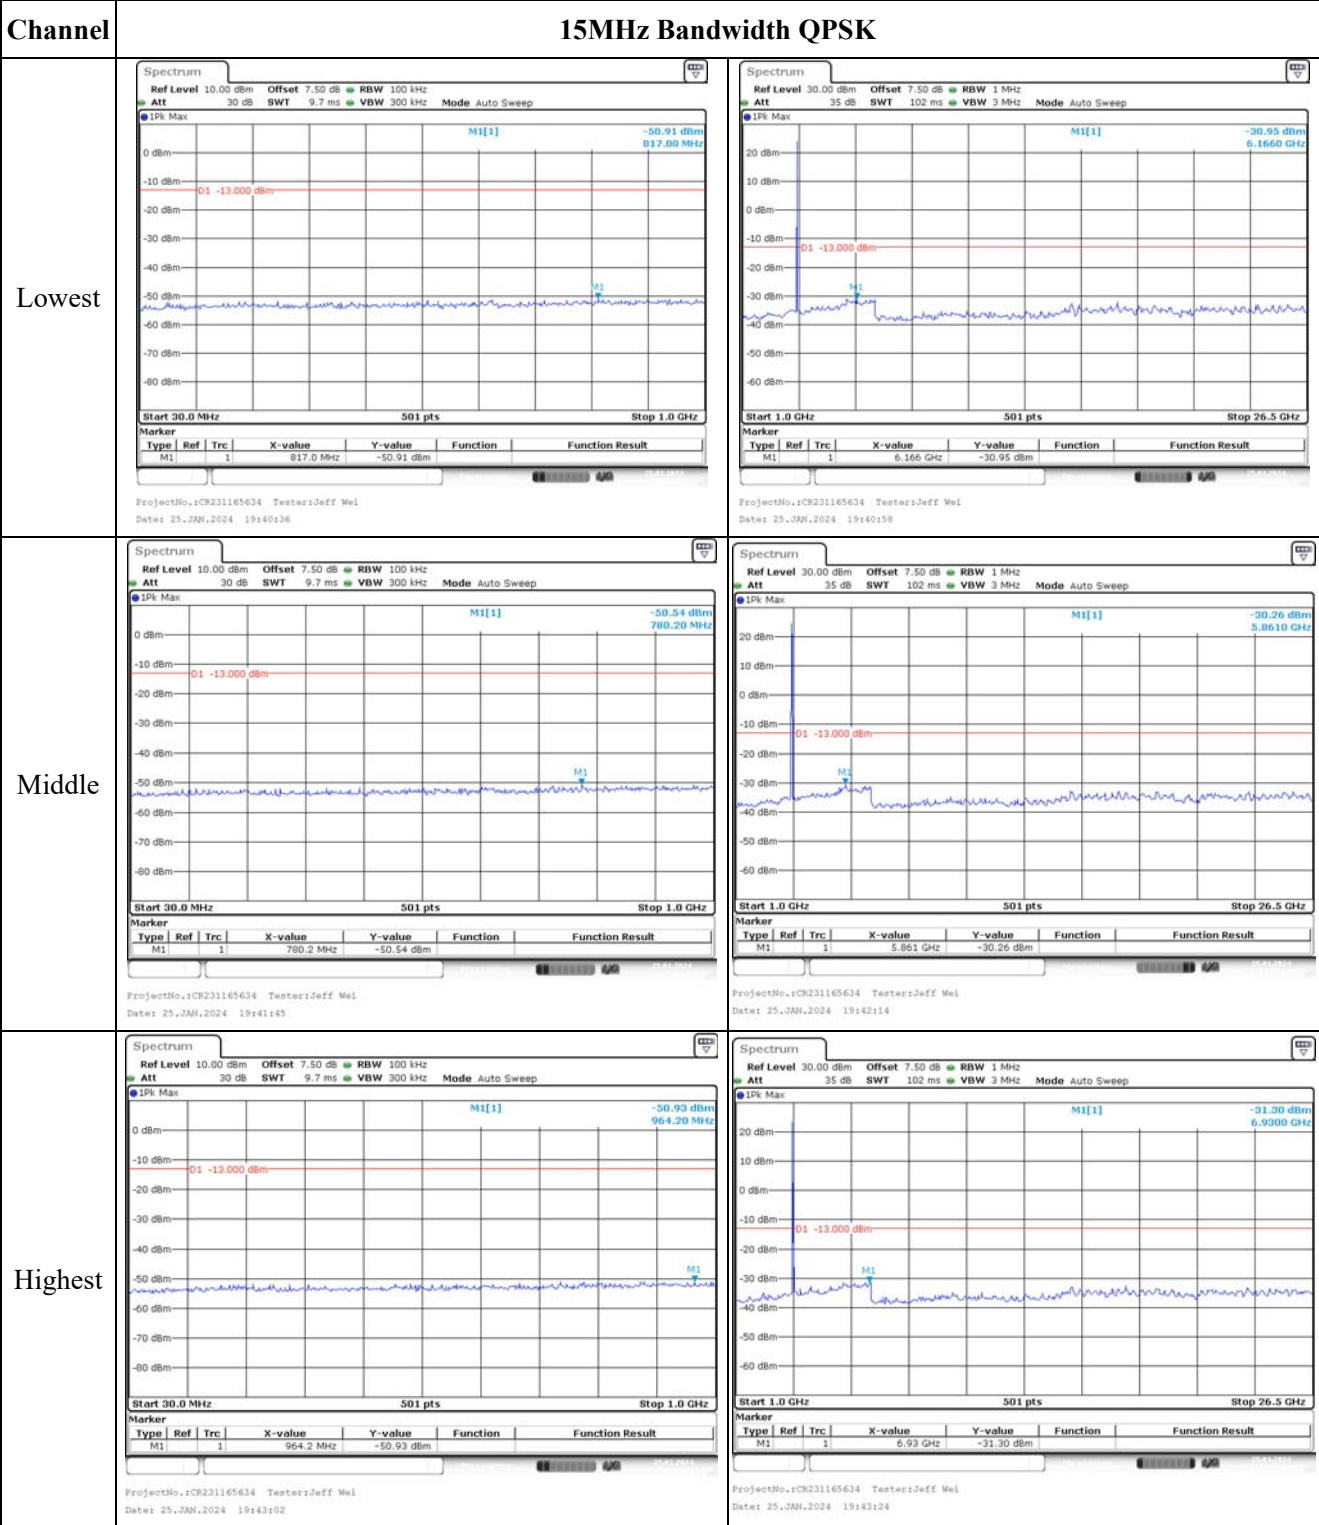 Channel 15MHz Bandwidth QPSK
Lowest
Spectrum
Ref Level 10.00 dBm Offset 7.50 dB RBW 100 kHz
Att 30 dB SWT 9.7 ms VBW 300 kHz Mode Auto Sweep
1Pk Max
M1[1] -50.91 dBm
817.00 MHz
0 dBm
-10 dBm
D1 -13.000 dBm
-20 dBm
-30 dBm
-40 dBm
M1
-50 dBm
-60 dBm
-70 dBm
-80 dBm
Start 30.0 MHz 501 pts Stop 1.0 GHz
Marker
Type Ref Trc X-value Y-value Function Function Result
M1 1 817.0 MHz -50.91 dBm
ProjectNo.:CR231165634 Tester:Jeff Wei
Date: 25.JAN.2024 19:40:36
Spectrum
Ref Level 30.00 dBm Offset 7.50 dB RBW 1 MHz
Att 35 dB SWT 102 ms VBW 3 MHz Mode Auto Sweep
1Pk Max
M1[1] -30.95 dBm
6.1660 GHz
20 dBm
10 dBm
0 dBm
-10 dBm
D1 -13.000 dBm
-20 dBm
M1
-30 dBm
-40 dBm
-50 dBm
-60 dBm
Start 1.0 GHz 501 pts Stop 26.5 GHz
Marker
Type Ref Trc X-value Y-value Function Function Result
M1 1 6.166 GHz -30.95 dBm
ProjectNo.:CR231165634 Tester:Jeff Wei
Date: 25.JAN.2024 19:40:58
Middle
Spectrum
Ref Level 10.00 dBm Offset 7.50 dB RBW 100 kHz
Att 30 dB SWT 9.7 ms VBW 300 kHz Mode Auto Sweep
1Pk Max
M1[1] -50.54 dBm
780.20 MHz
0 dBm
-10 dBm
D1 -13.000 dBm
-20 dBm
-30 dBm
-40 dBm
M1
-50 dBm
-60 dBm
-70 dBm
-80 dBm
Start 30.0 MHz 501 pts Stop 1.0 GHz
Marker
Type Ref Trc X-value Y-value Function Function Result
M1 1 780.2 MHz -50.54 dBm
ProjectNo.:CR231165634 Tester:Jeff Wei
Date: 25.JAN.2024 19:41:45
Spectrum
Ref Level 30.00 dBm Offset 7.50 dB RBW 1 MHz
Att 35 dB SWT 102 ms VBW 3 MHz Mode Auto Sweep
1Pk Max
M1[1] -30.26 dBm
5.8610 GHz
20 dBm
10 dBm
0 dBm
-10 dBm
D1 -13.000 dBm
-20 dBm
M1
-30 dBm
-40 dBm
-50 dBm
-60 dBm
Start 1.0 GHz 501 pts Stop 26.5 GHz
Marker
Type Ref Trc X-value Y-value Function Function Result
M1 1 5.861 GHz -30.26 dBm
ProjectNo.:CR231165634 Tester:Jeff Wei
Date: 25.JAN.2024 19:42:14
Highest
Spectrum
Ref Level 10.00 dBm Offset 7.50 dB RBW 100 kHz
Att 30 dB SWT 9.7 ms VBW 300 kHz Mode Auto Sweep
1Pk Max
M1[1] -50.93 dBm
964.20 MHz
0 dBm
-10 dBm
D1 -13.000 dBm
-20 dBm
-30 dBm
-40 dBm
M1
-50 dBm
-60 dBm
-70 dBm
-80 dBm
Start 30.0 MHz 501 pts Stop 1.0 GHz
Marker
Type Ref Trc X-value Y-value Function Function Result
M1 1 964.2 MHz -50.93 dBm
ProjectNo.:CR231165634 Tester:Jeff Wei
Date: 25.JAN.2024 19:43:02
Spectrum
Ref Level 30.00 dBm Offset 7.50 dB RBW 1 MHz
Att 35 dB SWT 102 ms VBW 3 MHz Mode Auto Sweep
1Pk Max
M1[1] -31.30 dBm
6.9300 GHz
20 dBm
10 dBm
0 dBm
-10 dBm
D1 -13.000 dBm
-20 dBm
M1
-30 dBm
-40 dBm
-50 dBm
-60 dBm
Start 1.0 GHz 501 pts Stop 26.5 GHz
Marker
Type Ref Trc X-value Y-value Function Function Result
M1 1 6.93 GHz -31.30 dBm
ProjectNo.:CR231165634 Tester:Jeff Wei
Date: 25.JAN.2024 19:43:24